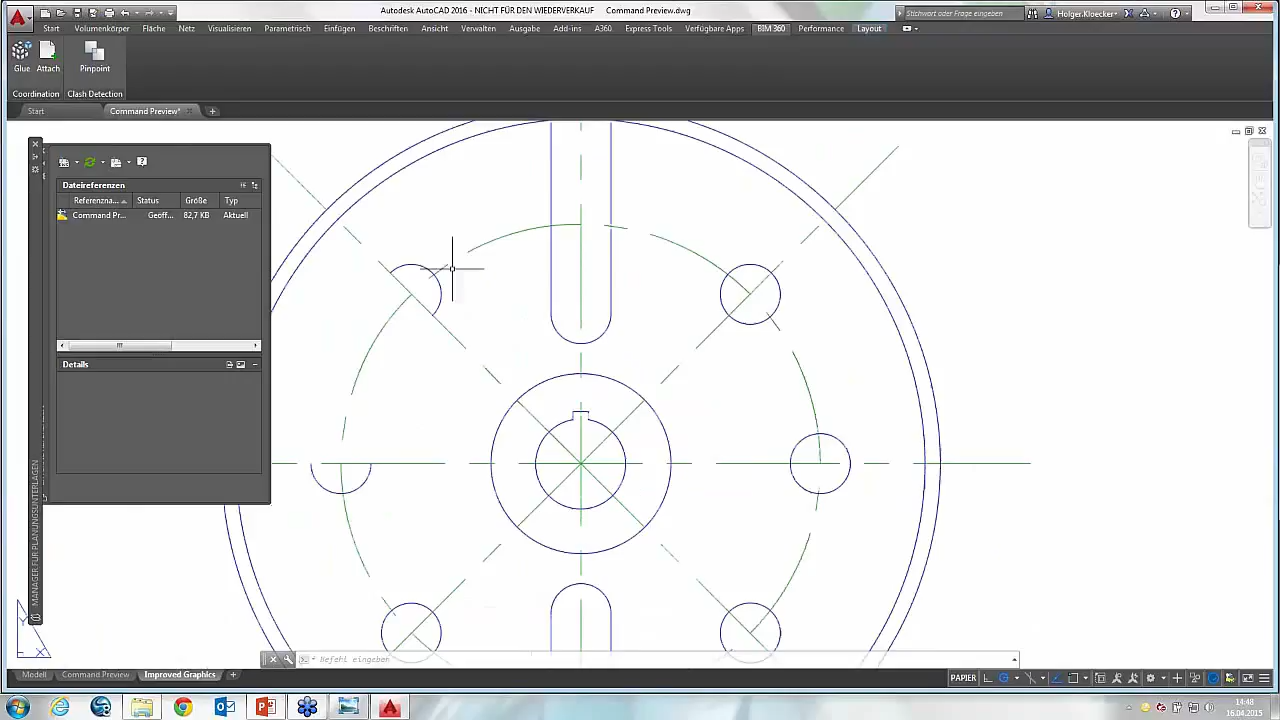 Autodesk AutoCAD 2016 - NICHT FÜR DEN WIEDERVERKAUF Command Preview.dwg
Stichwort oder Frage eingeben
Holger.Kloecker...
Start Volumenkörper Fläche Netz Visualisieren Parametrisch Einfügen Beschriften Ansicht Verwalten Ausgabe Add-ins A360 Express Tools Verfügbare Apps BIM 360 Performance Layout
Glue Attach Pinpoint
Coordination Clash Detection
Start Command Preview*
Dateireferenzen
Referenzna... Status Größe Typ
Command Pr... Geöff... 82,7 KB Aktuell
Details
MANAGER FÜR PLANUNGSUNTERLAGEN
Y
X
Befehl eingeben
Modell Command Preview Improved Graphics
PAPIER
14:48
16.04.2015